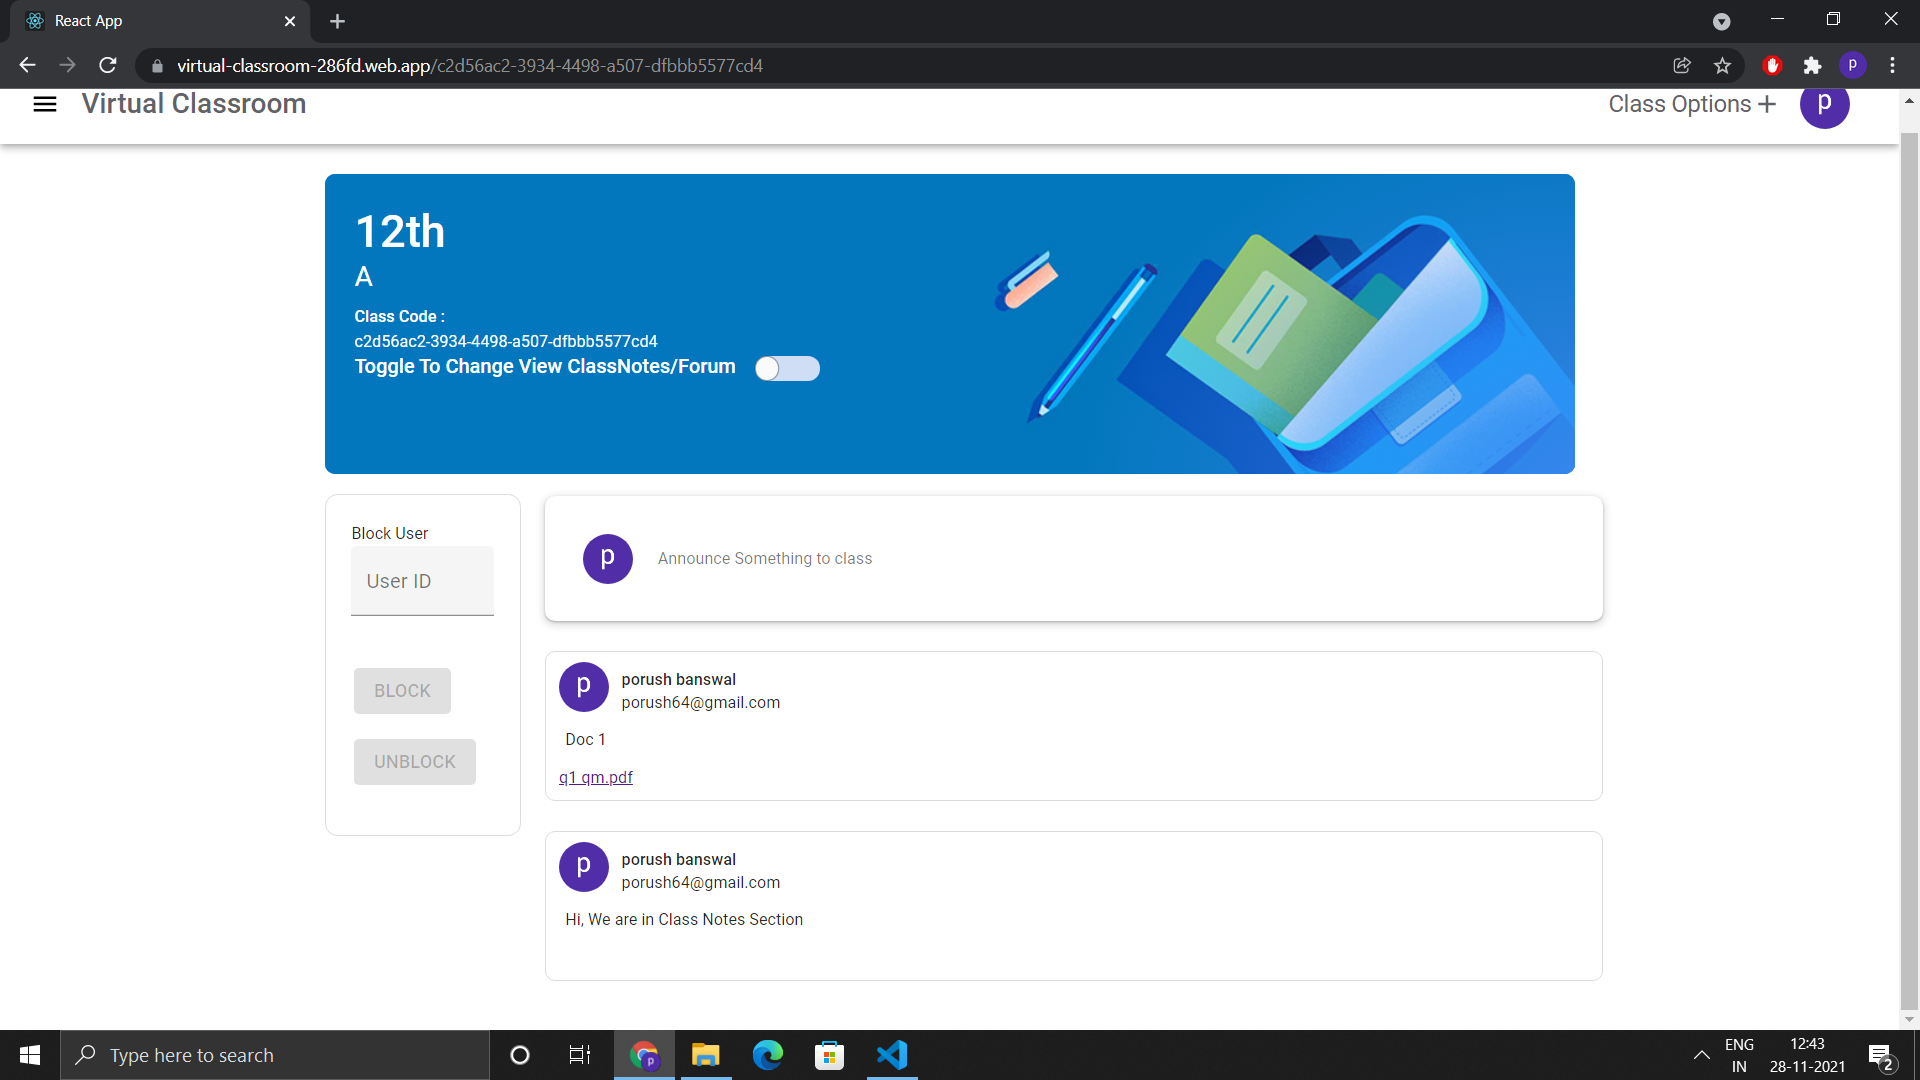 React App
virtual-classroom-286fd.web.app/c2d56ac2-3934-4498-a507-dfbbb5577cd4
p
Virtual Classroom
Class Options +
p
12th
A
Class Code :
c2d56ac2-3934-4498-a507-dfbbb5577cd4
Toggle To Change View ClassNotes/Forum
Block User
User ID
BLOCK
UNBLOCK
p
Announce Something to class
p
porush banswal
porush64@gmail.com
Doc 1
q1 qm.pdf
p
porush banswal
porush64@gmail.com
Hi, We are in Class Notes Section
Type here to search
p
ENG
IN
12:43
28-11-2021
2